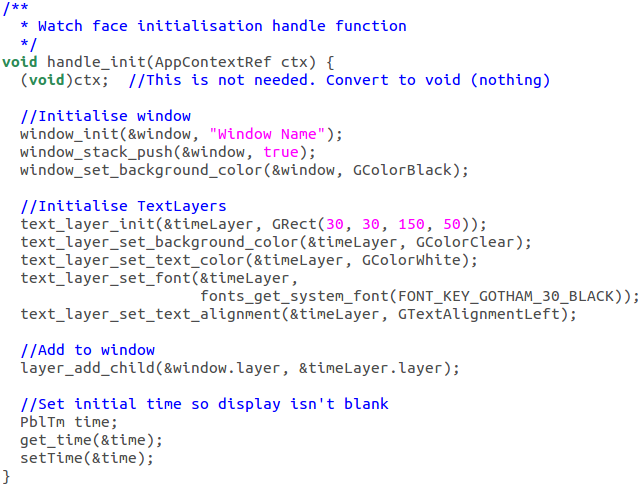 /**
  * Watch face initialisation handle function
  */
void handle_init(AppContextRef ctx) {
  (void)ctx;  //This is not needed. Convert to void (nothing)

  //Initialise window
  window_init(&window, "Window Name");
  window_stack_push(&window, true);
  window_set_background_color(&window, GColorBlack);

  //Initialise TextLayers
  text_layer_init(&timeLayer, GRect(30, 30, 150, 50));
  text_layer_set_background_color(&timeLayer, GColorClear);
  text_layer_set_text_color(&timeLayer, GColorWhite);
  text_layer_set_font(&timeLayer,
                      fonts_get_system_font(FONT_KEY_GOTHAM_30_BLACK));
  text_layer_set_text_alignment(&timeLayer, GTextAlignmentLeft);

  //Add to window
  layer_add_child(&window.layer, &timeLayer.layer);

  //Set initial time so display isn't blank
  PblTm time;
  get_time(&time);
  setTime(&time);
}